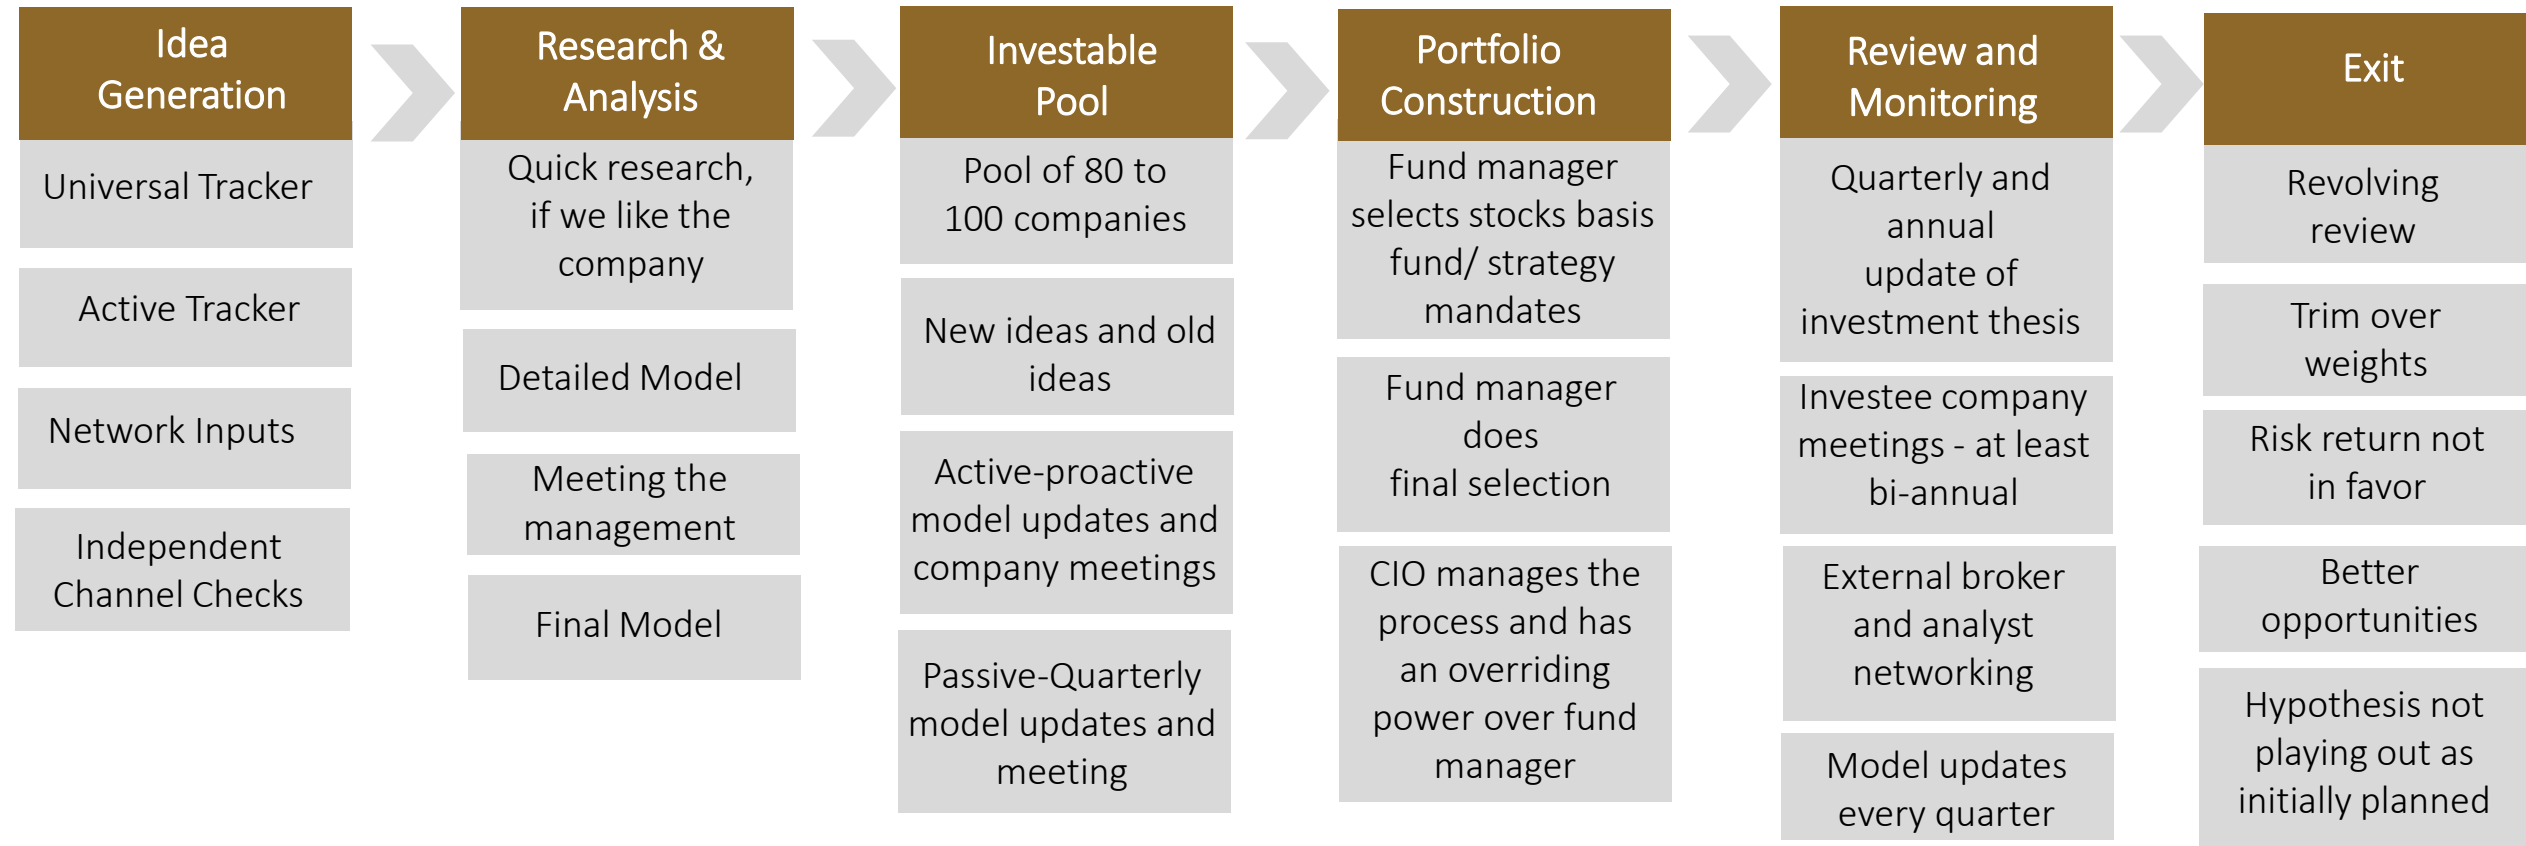 Idea
Generation
Universal Tracker
Active Tracker
Network Inputs
Independent
Channel Checks
Research &
Analysis
Quick research,
if we like the
company
Detailed Model
Meeting the
management
Final Model
Investable
Pool
Pool of 80 to
100 companies
New ideas and old
ideas
Active-proactive
model updates and
company meetings
Passive-Quarterly
model updates and
meeting
Portfolio
Construction
Fund manager
selects stocks basis
fund/ strategy
mandates
Fund manager
does
final selection
CIO manages the
process and has
an overriding
power over fund
manager
Review and
Monitoring
Quarterly and
annual
update of
investment thesis
Investee company
meetings - at least
bi-annual
External broker
and analyst
networking
Model updates
every quarter
Exit
Revolving
review
Trim over
weights
Risk return not
in favor
Better
opportunities
Hypothesis not
playing out as
initially planned